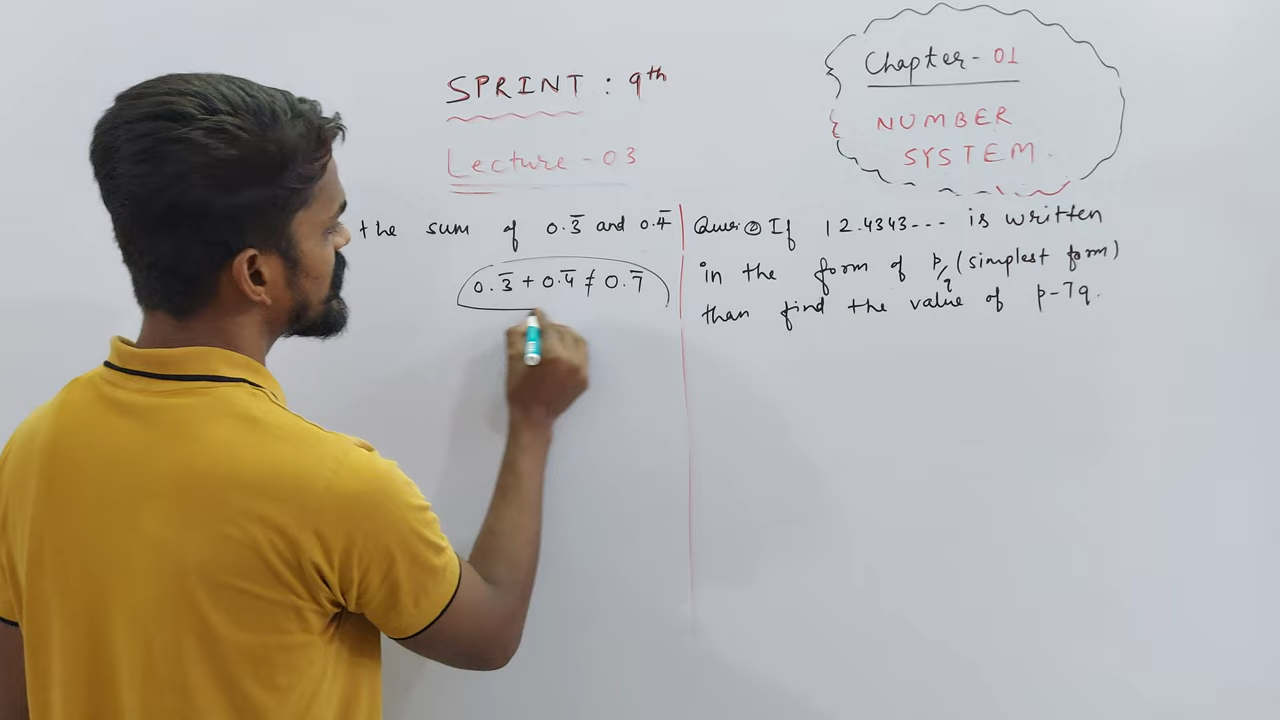 SPRINT : 9th
Lecture - 03
Chapter - 01
NUMBER
SYSTEM.
the sum of 0.3̅ and 0.4̅
0.3̅ + 0.4̅ ≠ 0.7̅
Ques ② If 12.4343--- is written
in the form of p/q (simplest form)
than find the value of p-7q.